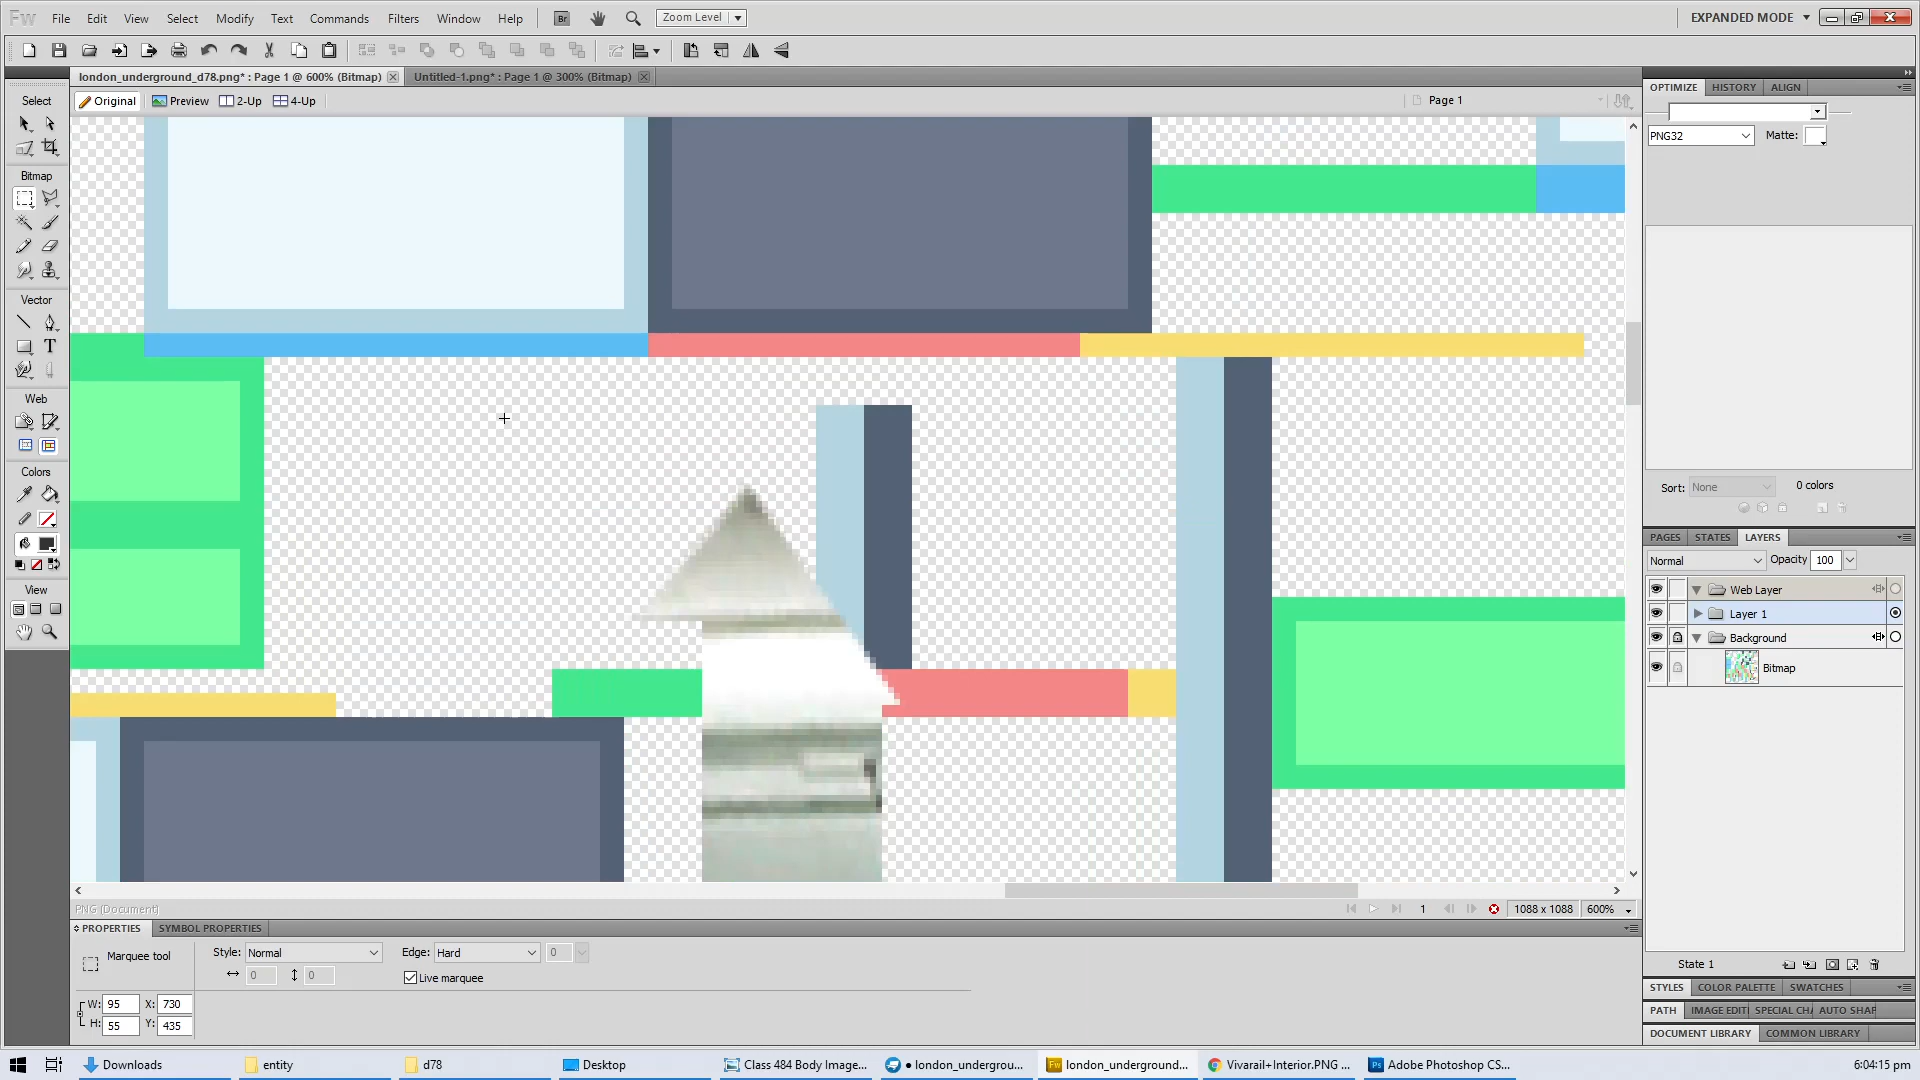 Fw File Edit View Select Modify Text Commands Filters Window Help Br Zoom Level EXPANDED MODE
london_underground_d78.png* : Page 1 @ 600% (Bitmap) Untitled-1.png* : Page 1 @ 300% (Bitmap)
Original Preview 2-Up 4-Up Page 1
Select
Bitmap
Vector
T
Web
Colors
View
OPTIMIZE HISTORY ALIGN
PNG32 Matte:
Sort: None 0 colors
PAGES STATES LAYERS
Normal Opacity 100
Web Layer
Layer 1
Background
Bitmap
State 1
STYLES COLOR PALETTE SWATCHES
PATH IMAGE EDIT SPECIAL CHA AUTO SHAP
DOCUMENT LIBRARY COMMON LIBRARY
PNG (Document) 1 1088 x 1088 600%
PROPERTIES SYMBOL PROPERTIES
Marquee tool Style: Normal Edge: Hard 0
0 0 Live marquee
W: 95 X: 730
H: 55 Y: 435
Downloads entity d78 Desktop Class 484 Body Image... • london_undergrou... Fw london_underground... Vivarail+Interior.PNG ... Ps Adobe Photoshop CS... 6:04:15 pm